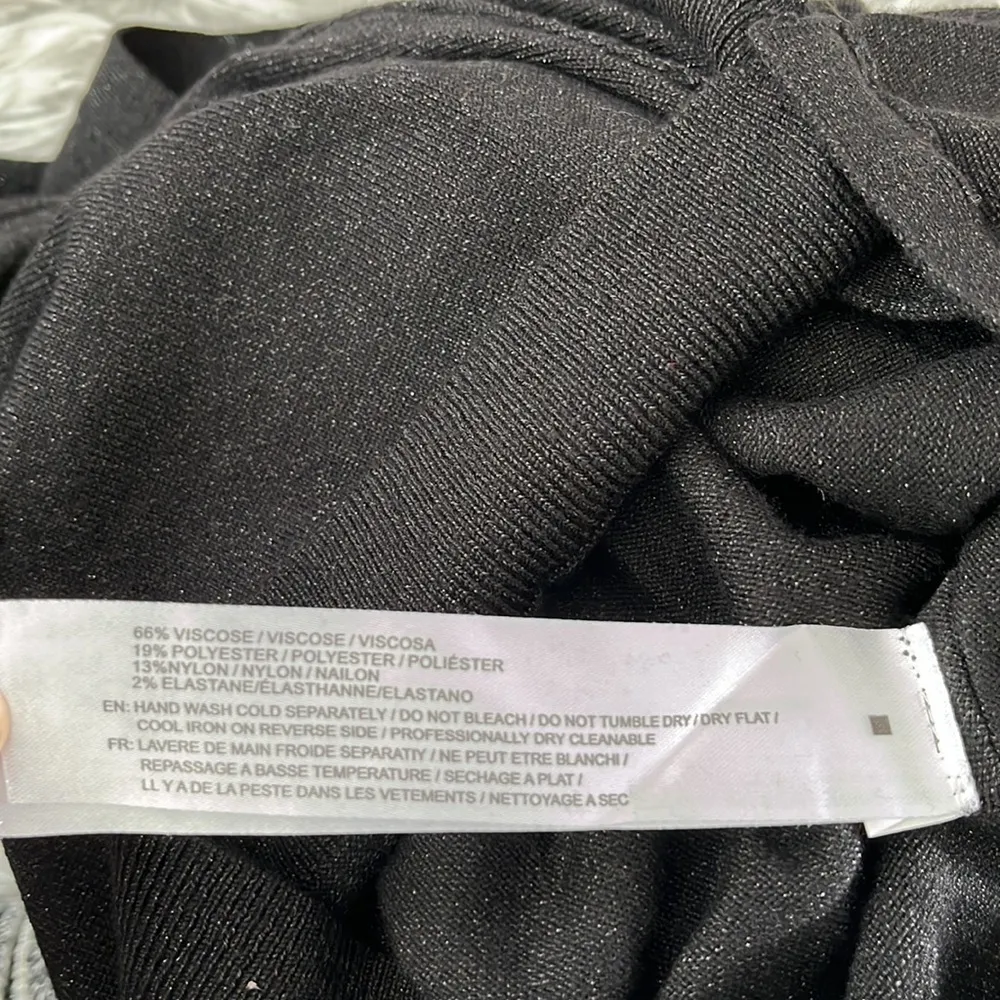 66% VISCOSE / VISCOSE / VISCOSA
19% POLYESTER / POLYESTER / POLIÉSTER
13%NYLON / NYLON / NAILON
2% ELASTANE/ÉLASTHANNE/ELASTANO
EN: HAND WASH COLD SEPARATELY / DO NOT BLEACH / DO NOT TUMBLE DRY / DRY FLAT /
COOL IRON ON REVERSE SIDE / PROFESSIONALLY DRY CLEANABLE
FR: LAVERE DE MAIN FROIDE SEPARATIY / NE PEUT ETRE BLANCHI /
REPASSAGE A BASSE TEMPERATURE / SECHAGE A PLAT /
LL Y A DE LA PESTE DANS LES VETEMENTS / NETTOYAGE A SEC